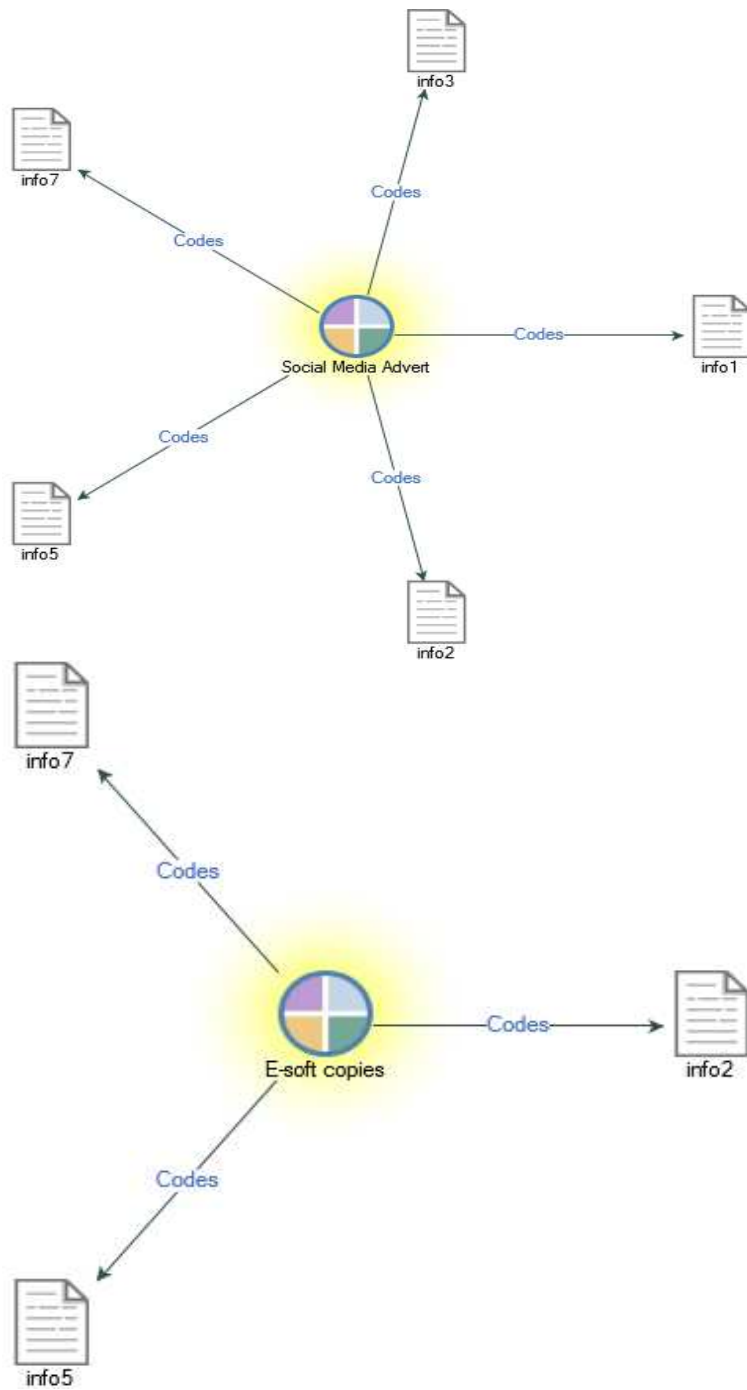 info3
info7
Codes
Codes
Codes
info1
Social Media Advert
Codes
Codes
info5
info2
info7
Codes
Codes
E-soft copies
info2
Codes
info5